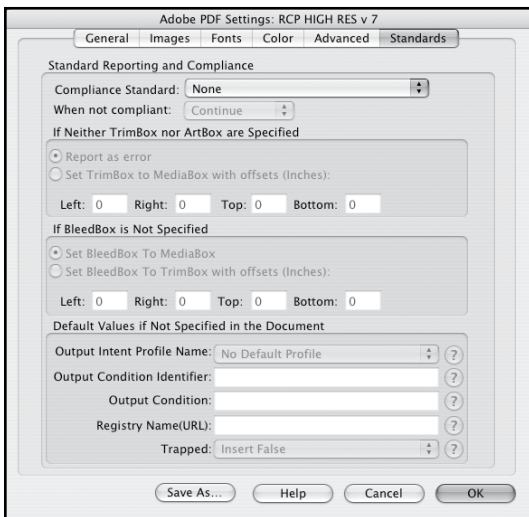 Adobe PDF Settings: RCP HIGH RES v 7
General Images Fonts Color Advanced Standards
Standard Reporting and Compliance
Compliance Standard: None
When not compliant: Continue
If Neither TrimBox nor ArtBox are Specified
Report as error
Set TrimBox to MediaBox with offsets (Inches):
Left: 0 Right: 0 Top: 0 Bottom: 0
If BleedBox is Not Specified
Set BleedBox To MediaBox
Set BleedBox To TrimBox with offsets (Inches):
Left: 0 Right: 0 Top: 0 Bottom: 0
Default Values if Not Specified in the Document
Output Intent Profile Name: No Default Profile ?
Output Condition Identifier: ?
Output Condition: ?
Registry Name(URL): ?
Trapped: Insert False ?
Save As... Help Cancel OK